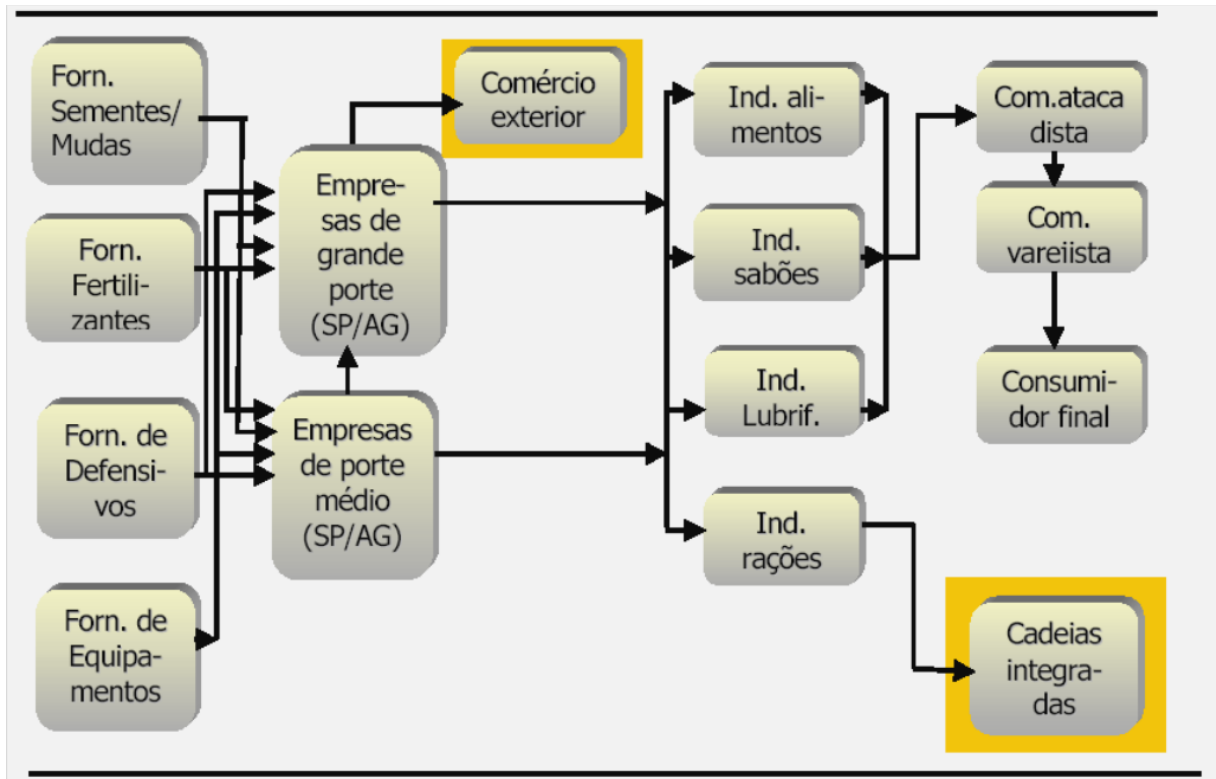 Forn.
Sementes/
Mudas
Forn.
Fertili-
zantes
Forn. de
Defensi-
vos
Forn. de
Equipa-
mentos
Comércio
exterior
Empre-
sas de
grande
porte
(SP/AG)
Empresas
de porte
médio
(SP/AG)
Ind. ali-
mentos
Ind.
sabões
Ind.
Lubrif.
Ind.
rações
Com.ataca
dista
Com.
vareiista
Consumi-
dor final
Cadeias
integra-
das